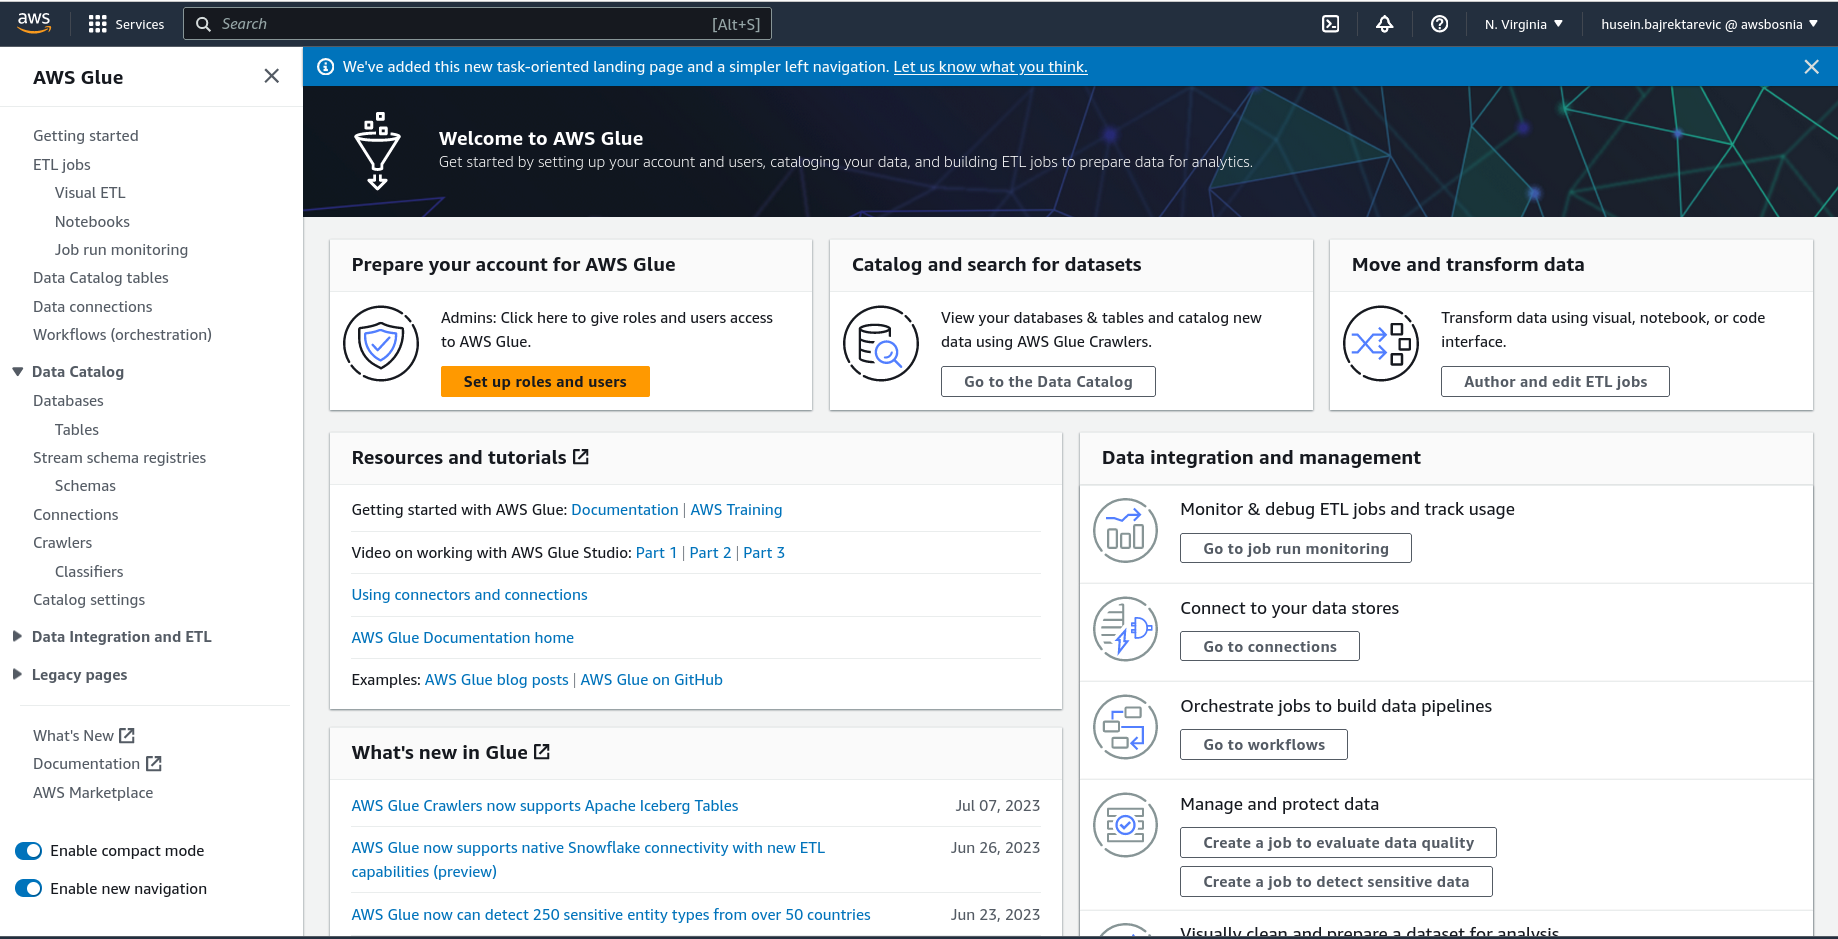 aws
Services
Search
[Alt+S]
N. Virginia
husein.bajrektarevic @ awsbosnia
AWS Glue
Getting started
ETL jobs
Visual ETL
Notebooks
Job run monitoring
Data Catalog tables
Data connections
Workflows (orchestration)
Data Catalog
Databases
Tables
Stream schema registries
Schemas
Connections
Crawlers
Classifiers
Catalog settings
Data Integration and ETL
Legacy pages
What's New
Documentation
AWS Marketplace
Enable compact mode
Enable new navigation
We've added this new task-oriented landing page and a simpler left navigation. Let us know what you think.
Welcome to AWS Glue
Get started by setting up your account and users, cataloging your data, and building ETL jobs to prepare data for analytics.
Prepare your account for AWS Glue
Admins: Click here to give roles and users access
to AWS Glue.
Set up roles and users
Catalog and search for datasets
View your databases & tables and catalog new
data using AWS Glue Crawlers.
Go to the Data Catalog
Move and transform data
Transform data using visual, notebook, or code
interface.
Author and edit ETL jobs
Resources and tutorials
Getting started with AWS Glue: Documentation | AWS Training
Video on working with AWS Glue Studio: Part 1 | Part 2 | Part 3
Using connectors and connections
AWS Glue Documentation home
Examples: AWS Glue blog posts | AWS Glue on GitHub
What's new in Glue
AWS Glue Crawlers now supports Apache Iceberg Tables
Jul 07, 2023
AWS Glue now supports native Snowflake connectivity with new ETL
capabilities (preview)
Jun 26, 2023
AWS Glue now can detect 250 sensitive entity types from over 50 countries
Jun 23, 2023
Data integration and management
Monitor & debug ETL jobs and track usage
Go to job run monitoring
Connect to your data stores
Go to connections
Orchestrate jobs to build data pipelines
Go to workflows
Manage and protect data
Create a job to evaluate data quality
Create a job to detect sensitive data
Visually clean and prepare a dataset for analysis